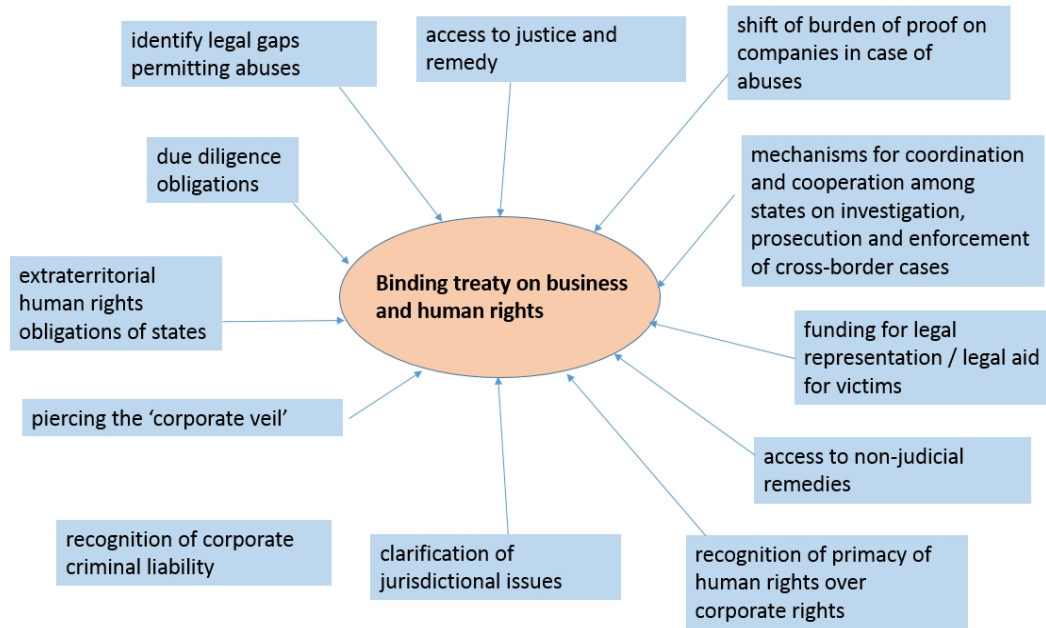 identify legal gaps
permitting abuses
access to justice and
remedy
shift of burden of proof on
companies in case of
abuses
due diligence
obligations
mechanisms for coordination
and cooperation among
states on investigation,
prosecution and enforcement
of cross-border cases
extraterritorial
human rights
obligations of states
Binding treaty on business
and human rights
funding for legal
representation / legal aid
for victims
piercing the ‘corporate veil’
access to non-judicial
remedies
recognition of corporate
criminal liability
clarification of
jurisdictional issues
recognition of primacy of
human rights over
corporate rights